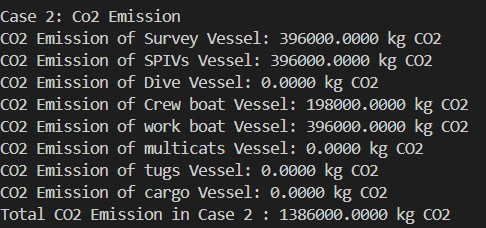 Case 2: Co2 Emission
CO2 Emission of Survey Vessel: 396000.0000 kg CO2
CO2 Emission of SPIVs Vessel: 396000.0000 kg CO2
CO2 Emission of Dive Vessel: 0.0000 kg CO2
CO2 Emission of Crew boat Vessel: 198000.0000 kg CO2
CO2 Emission of work boat Vessel: 396000.0000 kg CO2
CO2 Emission of multicats Vessel: 0.0000 kg CO2
CO2 Emission of tugs Vessel: 0.0000 kg CO2
CO2 Emission of cargo Vessel: 0.0000 kg CO2
Total CO2 Emission in Case 2 : 1386000.0000 kg CO2